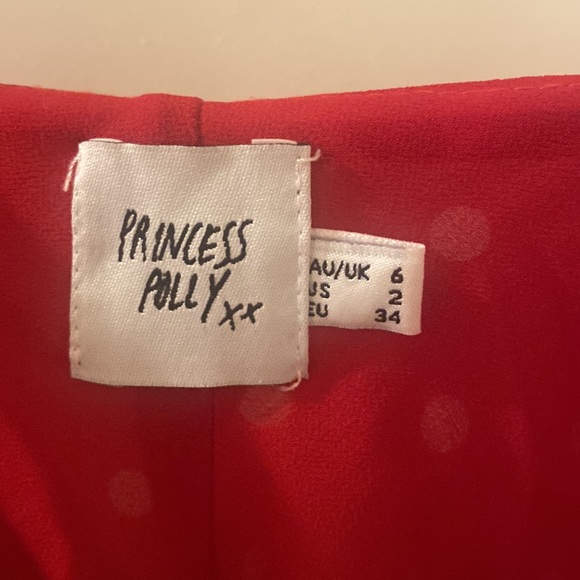 PRINCESS
POLLY xx
AU/UK 6
US 2
EU 34